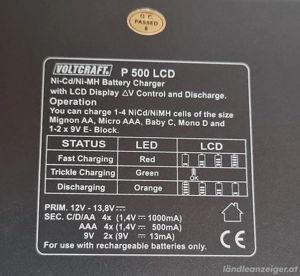 Q.C.
PASSED
8
VOLTCRAFT® P 500 LCD
Ni-Cd/Ni-MH Battery Charger
with LCD Display ΔV Control and Discharge.
Operation
You can charge 1-4 NiCd/NiMH cells of the size
Mignon AA, Micro AAA, Baby C, Mono D and
1-2 x 9V E- Block.
STATUS LED LCD
Fast Charging Red
Trickle Charging Green OK
Discharging Orange
PRIM. 12V - 13,8V
SEC. C/D/AA 4x (1,4V 1000mA)
AAA 4x (1,4V 500mA)
9V 2x (9V 13mA)
For use with rechargeable batteries only.
CE
ländleanzeiger.at